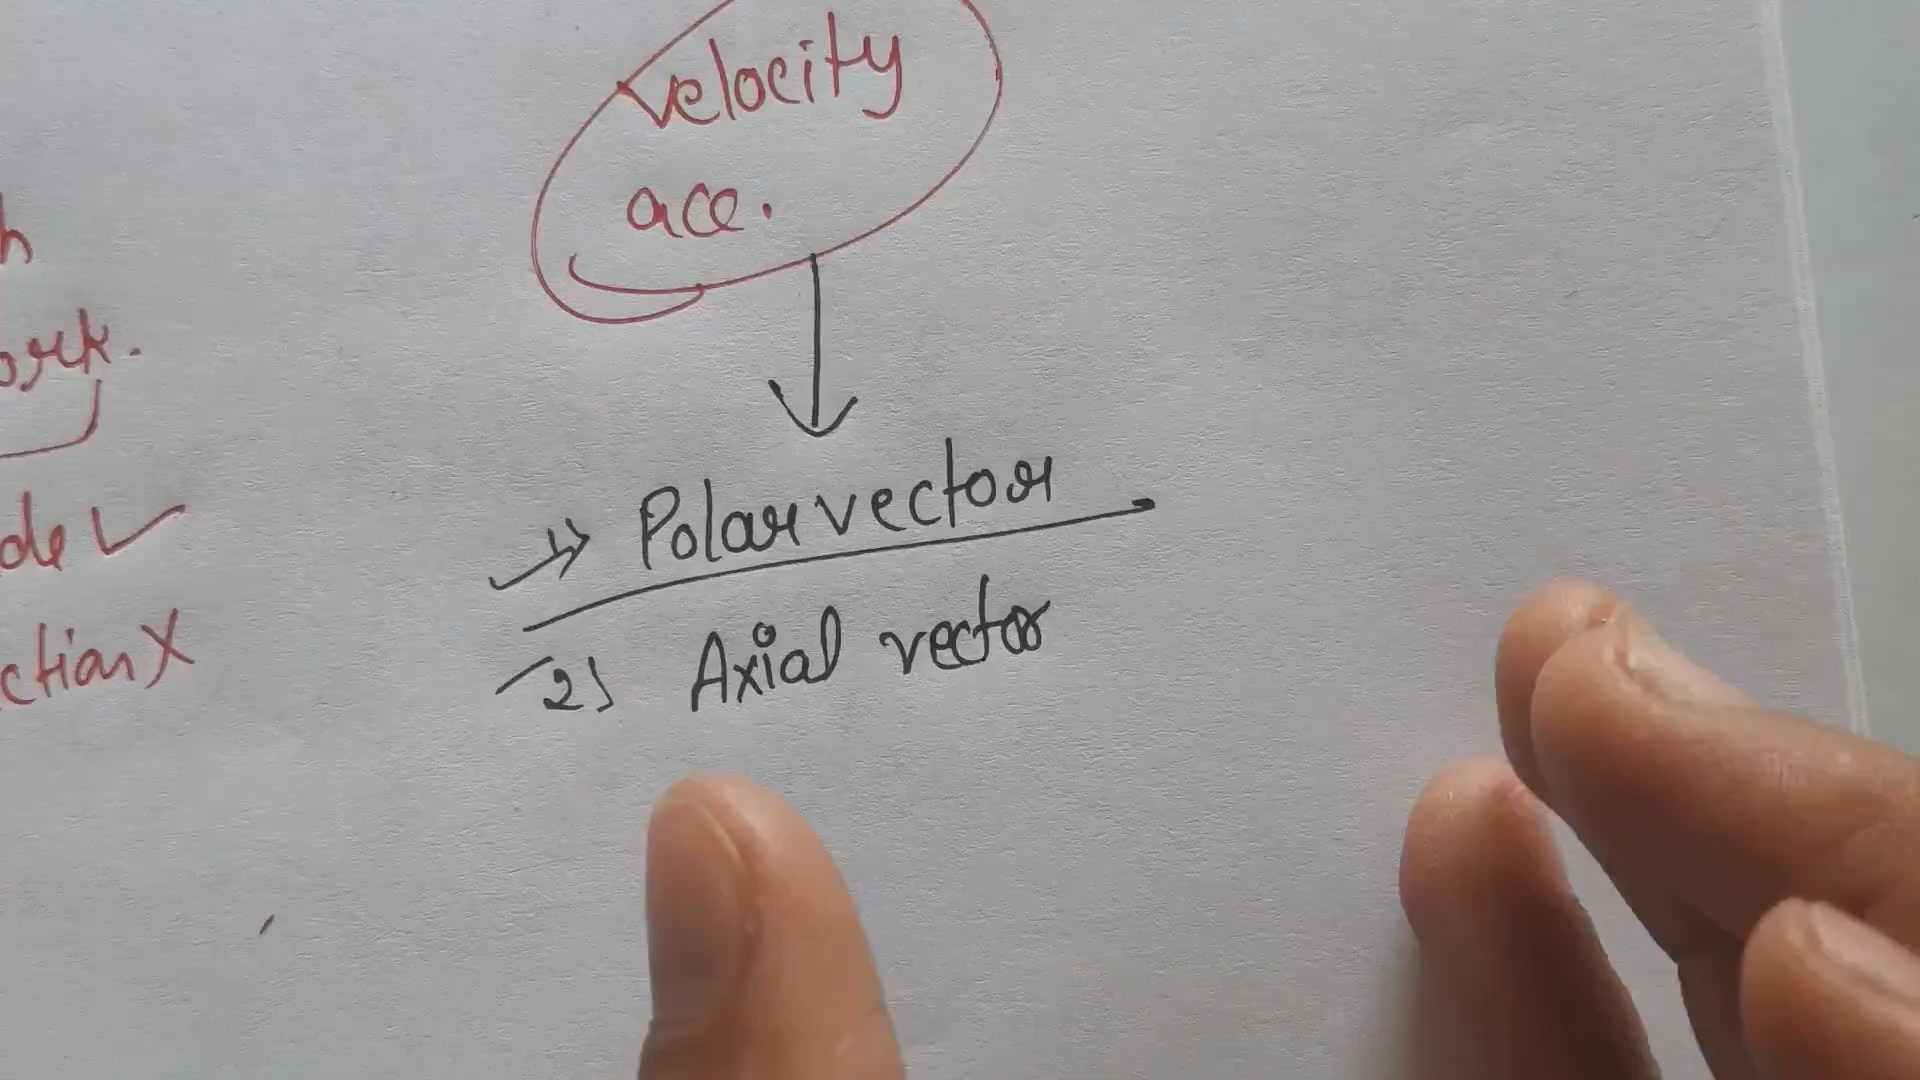 velocity
acc.
1) Polar vector
2) Axial vector